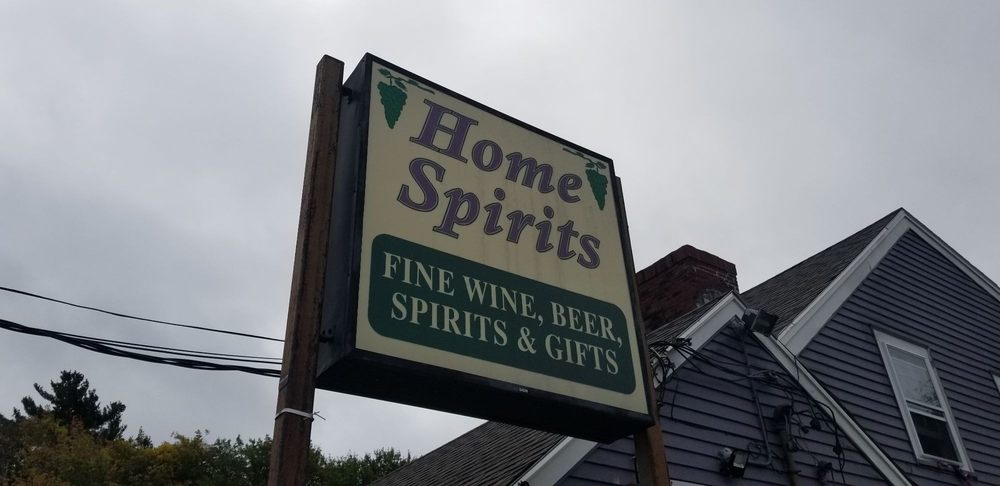 Home
Spirits
FINE WINE, BEER,
SPIRITS & GIFTS